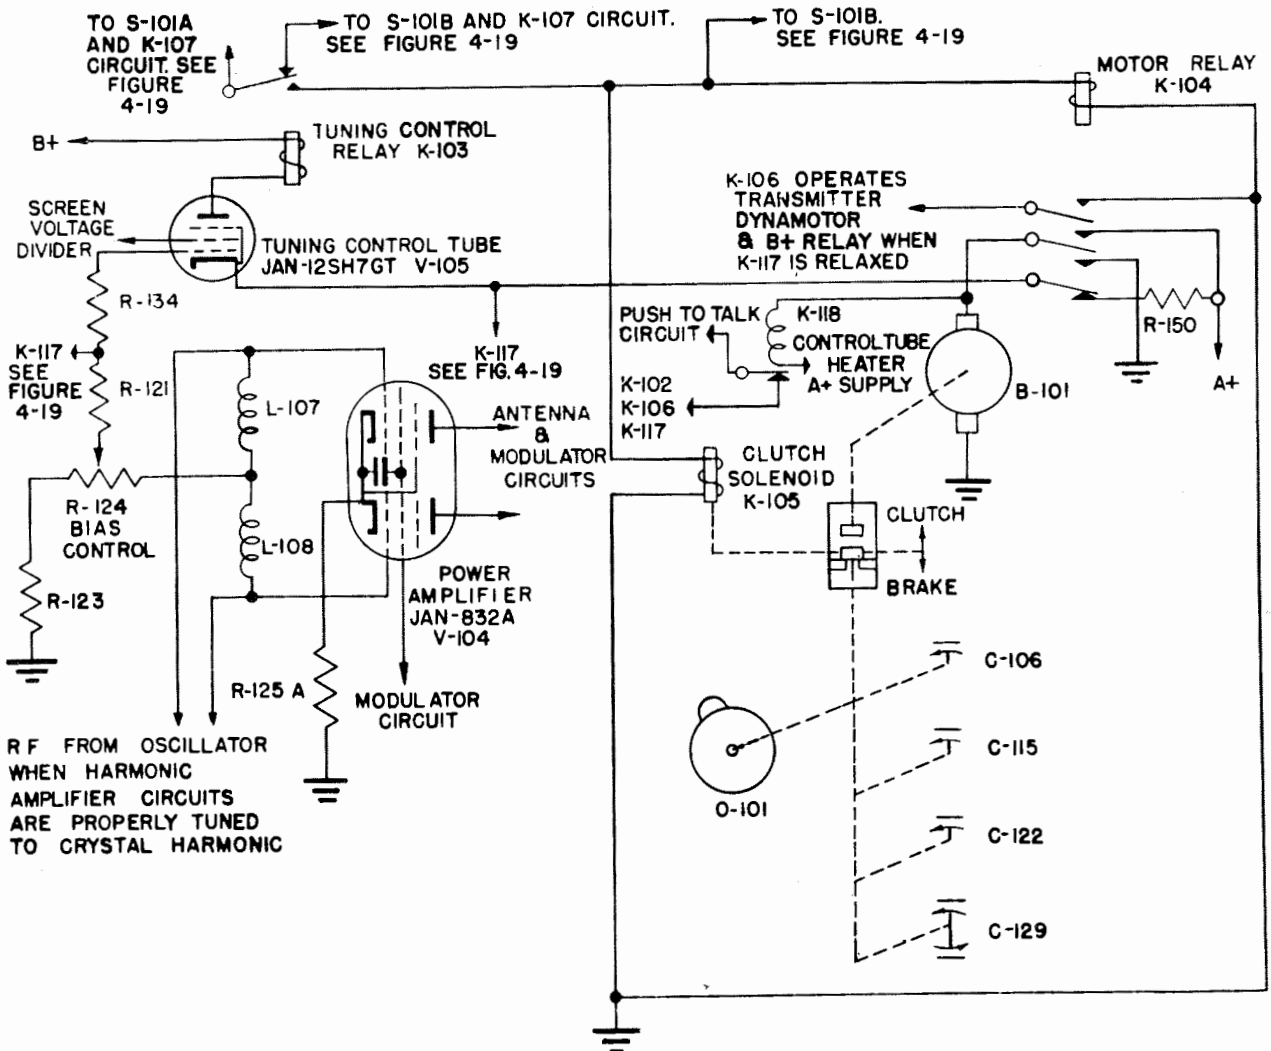 TO S-101A
AND K-107
CIRCUIT. SEE
FIGURE
4-19
TO S-101B AND K-107 CIRCUIT.
SEE FIGURE 4-19
TO S-101B.
SEE FIGURE 4-19
MOTOR RELAY
K-104
B+
TUNING CONTROL
RELAY K-103
SCREEN
VOLTAGE
DIVIDER
TUNING CONTROL TUBE
JAN-12SH7GT V-105
K-106 OPERATES
TRANSMITTER
DYNAMOTOR
& B+ RELAY WHEN
K-117 IS RELAXED
R-134
K-117
SEE
FIGURE
4-19
R-121
K-117
SEE FIG. 4-19
PUSH TO TALK
CIRCUIT
K-118
CONTROL TUBE
HEATER
A+ SUPPLY
R-150
A+
B-101
K-102
K-106
K-117
L-107
ANTENNA
&
MODULATOR
CIRCUITS
CLUTCH
SOLENOID
K-105
R-124
BIAS
CONTROL
L-108
CLUTCH
BRAKE
R-123
POWER
AMPLIFIER
JAN-832A
V-104
R-125 A
MODULATOR
CIRCUIT
RF FROM OSCILLATOR
WHEN HARMONIC
AMPLIFIER CIRCUITS
ARE PROPERLY TUNED
TO CRYSTAL HARMONIC
O-101
C-106
C-115
C-122
C-129